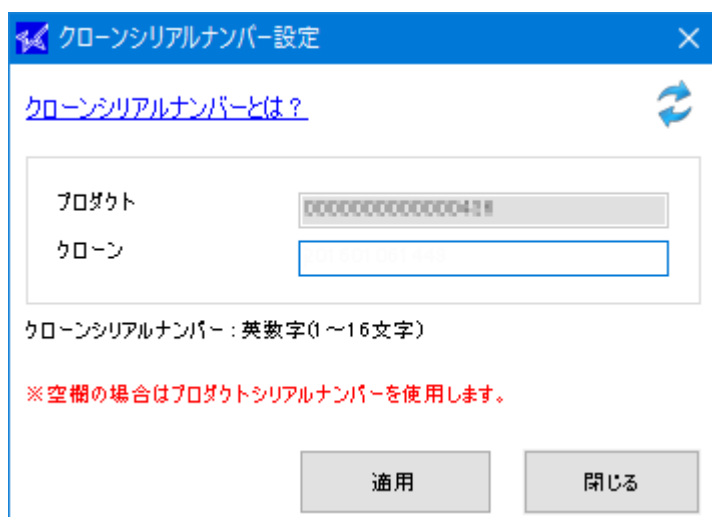 クローンシリアルナンバー設定
クローンシリアルナンバーとは？
プロダクト
クローン
クローンシリアルナンバー：英数字(1～16文字)
※空欄の場合はプロダクトシリアルナンバーを使用します。
適用
閉じる